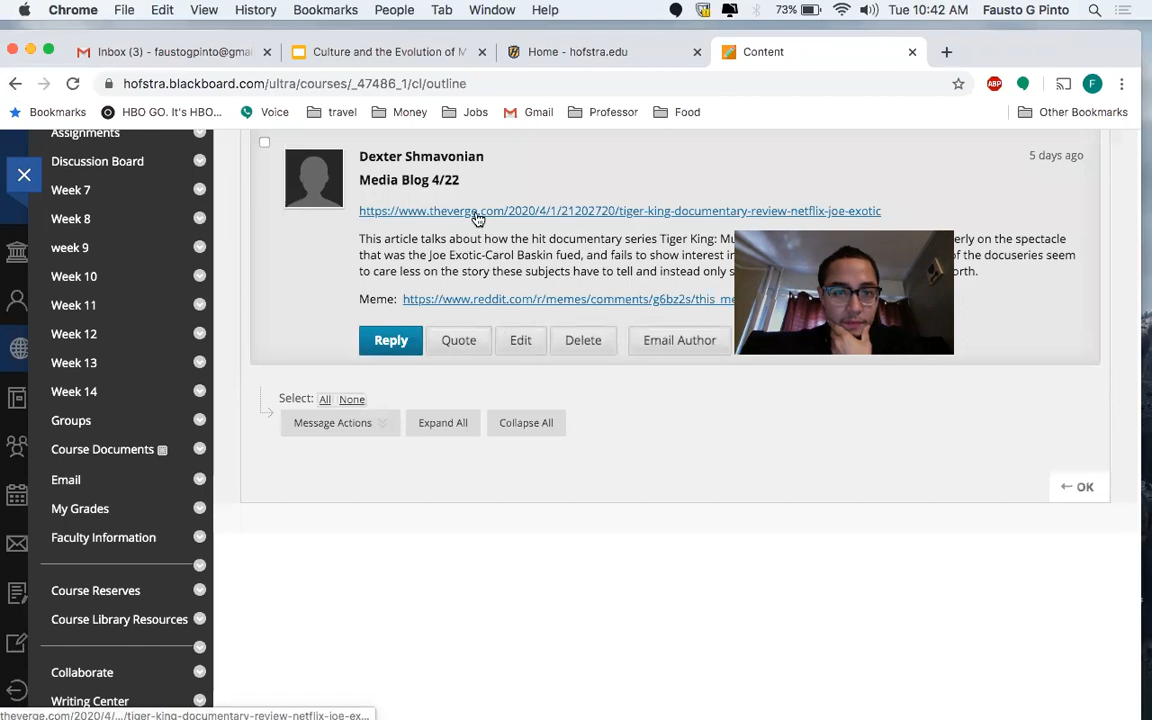 Chrome File Edit View History Bookmarks People Tab Window Help 73% Tue 10:42 AM Fausto G Pinto
Inbox (3) - faustogpinto@gmai Culture and the Evolution of M Home - hofstra.edu Content
hofstra.blackboard.com/ultra/courses/_47486_1/cl/outline
ABP F
Bookmarks HBO GO. It's HBO... Voice travel Money Jobs Gmail Professor Food Other Bookmarks
Assignments
Discussion Board
Week 7
Week 8
week 9
Week 10
Week 11
Week 12
Week 13
Week 14
Groups
Course Documents
Email
My Grades
Faculty Information
Course Reserves
Course Library Resources
Collaborate
Writing Center
Dexter Shmavonian 5 days ago
Media Blog 4/22
https://www.theverge.com/2020/4/1/21202720/tiger-king-documentary-review-netflix-joe-exotic
This article talks about how the hit documentary series Tiger King: Mu erly on the spectacle
that was the Joe Exotic-Carol Baskin fued, and fails to show interest in of the docuseries seem
to care less on the story these subjects have to tell and instead only s orth.
Meme: https://www.reddit.com/r/memes/comments/g6bz2s/this_me
Reply Quote Edit Delete Email Author
Select: All None
Message Actions Expand All Collapse All
OK
theverge.com/2020/4/.../tiger-king-documentary-review-netflix-joe-ex...